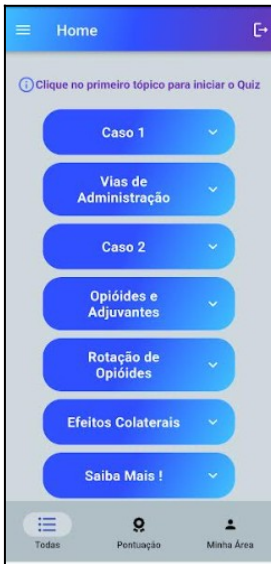 Home
Clique no primeiro tópico para iniciar o Quiz
Caso 1
Vias de
Administração
Caso 2
Opióides e
Adjuvantes
Rotação de
Opióides
Efeitos Colaterais
Saiba Mais !
Todas
Pontuação
Minha Área